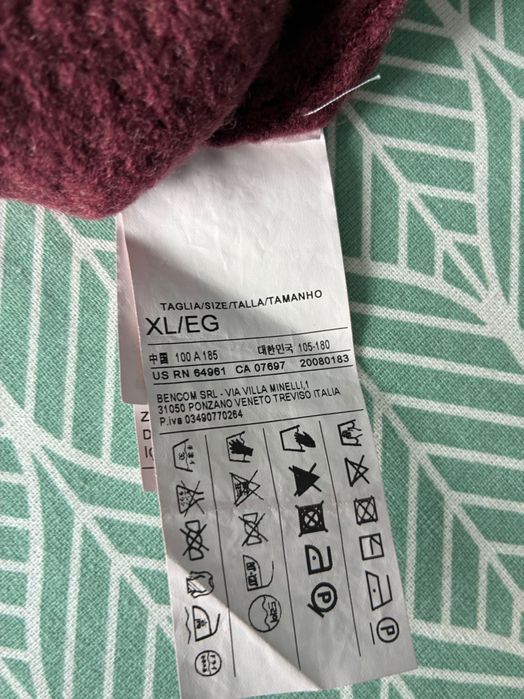 TAGLIA/SIZE/TALLA/TAMANHO
XL/EG
中国 100 A 185 대한민국 105-180
US RN 64961 CA 07697 20080183
BENCOM SRL - VIA VILLA MINELLI,1
31050 PONZANO VENETO TREVISO ITALIA
P.iva 03490770264
Z
D
P
P